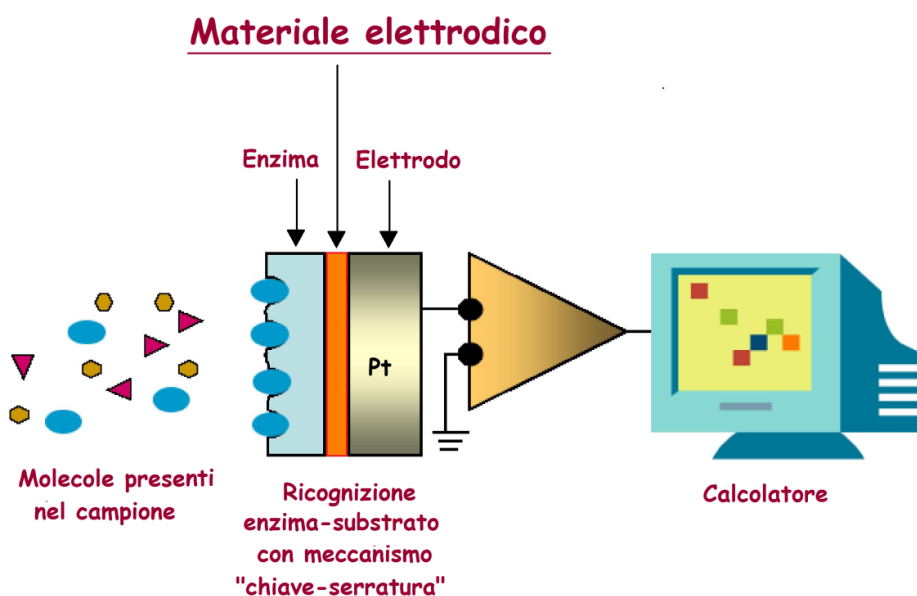 Materiale elettrodico
Enzima
Elettrodo
Pt
Molecole presenti
nel campione
Ricognizione
enzima-substrato
con meccanismo
"chiave-serratura"
Calcolatore